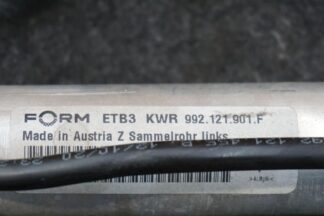 FORM ETB3 KWR 992.121.901.F
Made in Austria Z Sammelrohr links